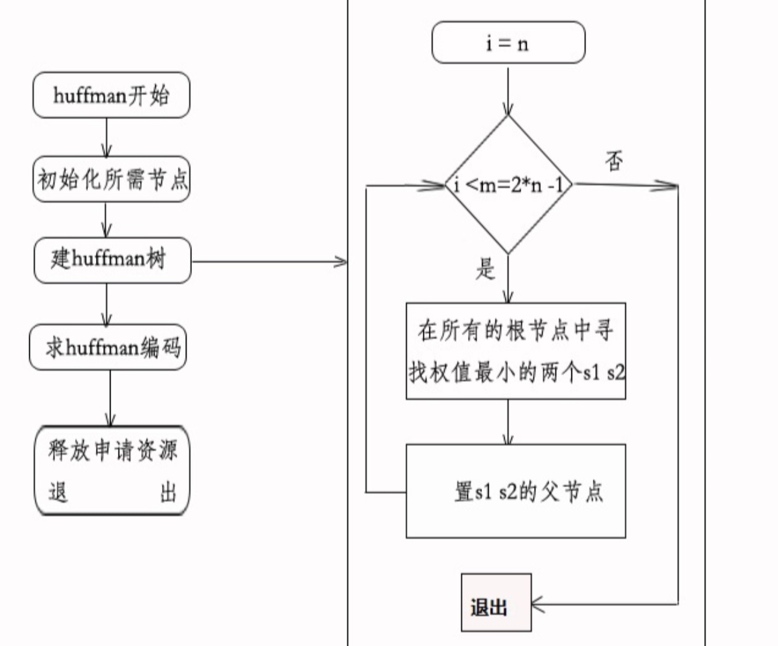 huffman开始
初始化所需节点
建huffman树
求huffman编码
释放申请资源
退 出
i = n
i <m=2*n -1
否
是
在所有的根节点中寻
找权值最小的两个s1 s2
置s1 s2的父节点
退出